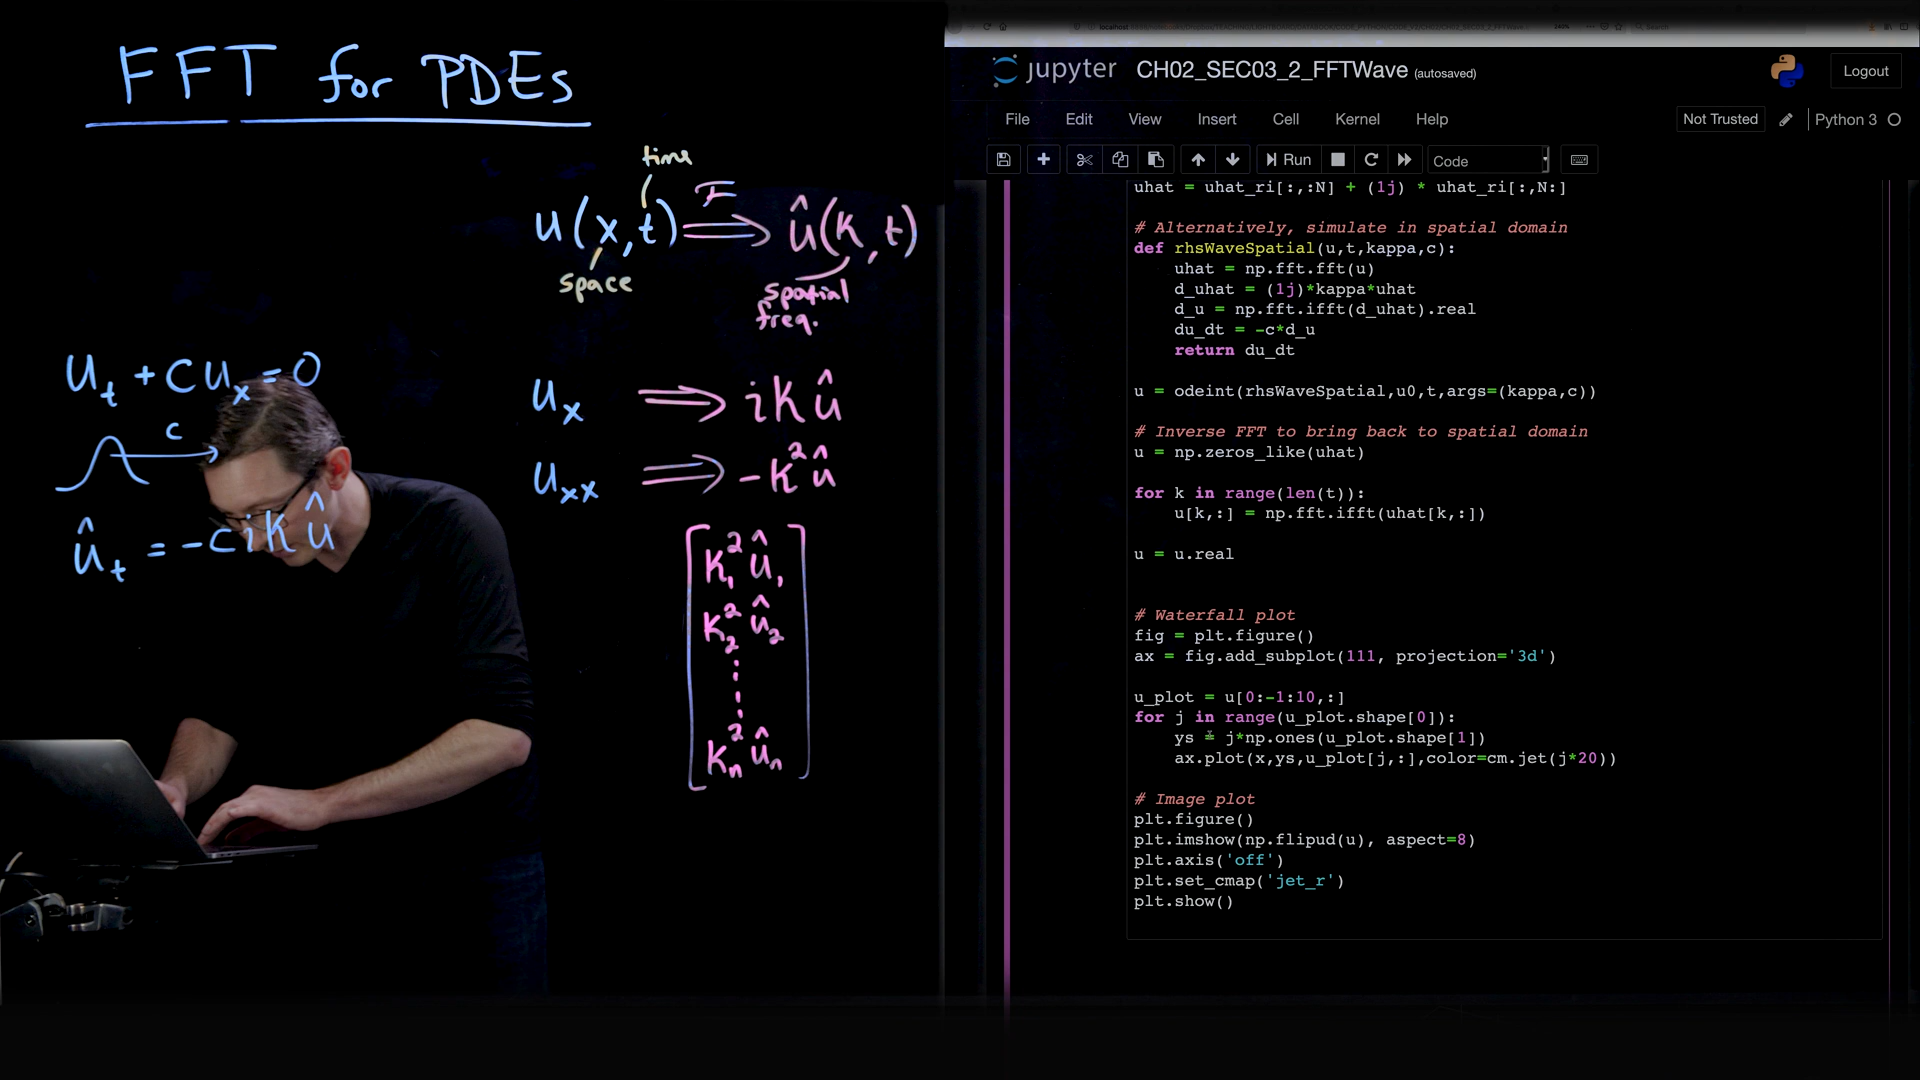 FFT for PDEs
time
u(x,t) ⟹ û(k,t)
F
space
spatial
freq.
u_t + cu_x = 0
c
û_t = -cikû
u_x ⟹ ikû
u_xx ⟹ -k²û
k₁²û₁
k₂²û₂
⋮
kₙ²ûₙ
jupyter CH02_SEC03_2_FFTWave (autosaved)
Logout
File Edit View Insert Cell Kernel Help
Not Trusted
Python 3
Run
Code
uhat = uhat_ri[:,:N] + (1j) * uhat_ri[:,N:]
# Alternatively, simulate in spatial domain
def rhsWaveSpatial(u,t,kappa,c):
uhat = np.fft.fft(u)
d_uhat = (1j)*kappa*uhat
d_u = np.fft.ifft(d_uhat).real
du_dt = -c*d_u
return du_dt
u = odeint(rhsWaveSpatial,u0,t,args=(kappa,c))
# Inverse FFT to bring back to spatial domain
u = np.zeros_like(uhat)
for k in range(len(t)):
u[k,:] = np.fft.ifft(uhat[k,:])
u = u.real
# Waterfall plot
fig = plt.figure()
ax = fig.add_subplot(111, projection='3d')
u_plot = u[0:-1:10,:]
for j in range(u_plot.shape[0]):
ys = j*np.ones(u_plot.shape[1])
ax.plot(x,ys,u_plot[j,:],color=cm.jet(j*20))
# Image plot
plt.figure()
plt.imshow(np.flipud(u), aspect=8)
plt.axis('off')
plt.set_cmap('jet_r')
plt.show()